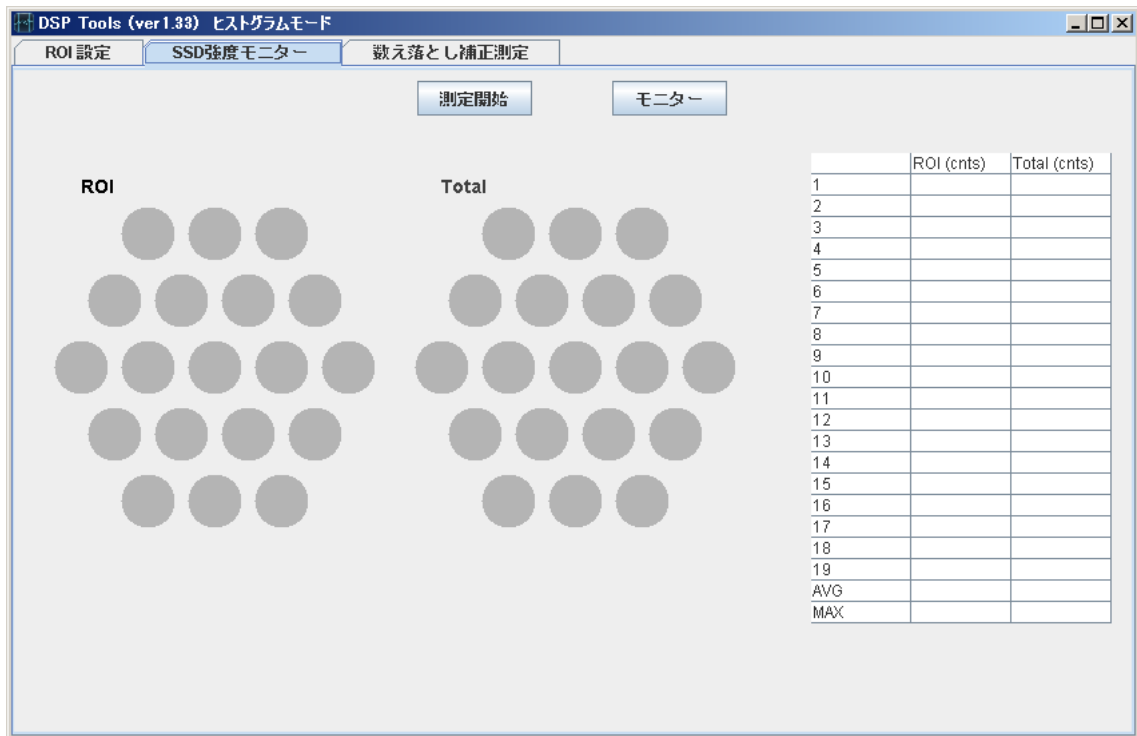 DSP Tools (ver1.33) ヒストグラムモード
ROI 設定 SSD強度モニター 数え落とし補正測定
測定開始 モニター
ROI
Total
ROI (cnts) Total (cnts)
1
2
3
4
5
6
7
8
9
10
11
12
13
14
15
16
17
18
19
AVG
MAX